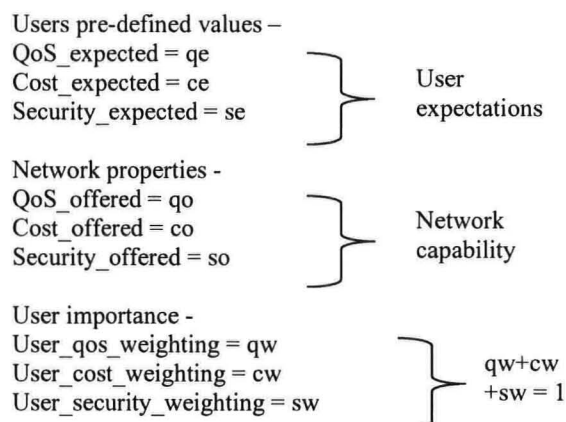 Users pre-defined values –
QoS_expected = qe
Cost_expected = ce
Security_expected = se
User
expectations
Network properties -
QoS_offered = qo
Cost_offered = co
Security_offered = so
Network
capability
User importance -
User_qos_weighting = qw
User_cost_weighting = cw
User_security_weighting = sw
qw+cw
+sw = 1